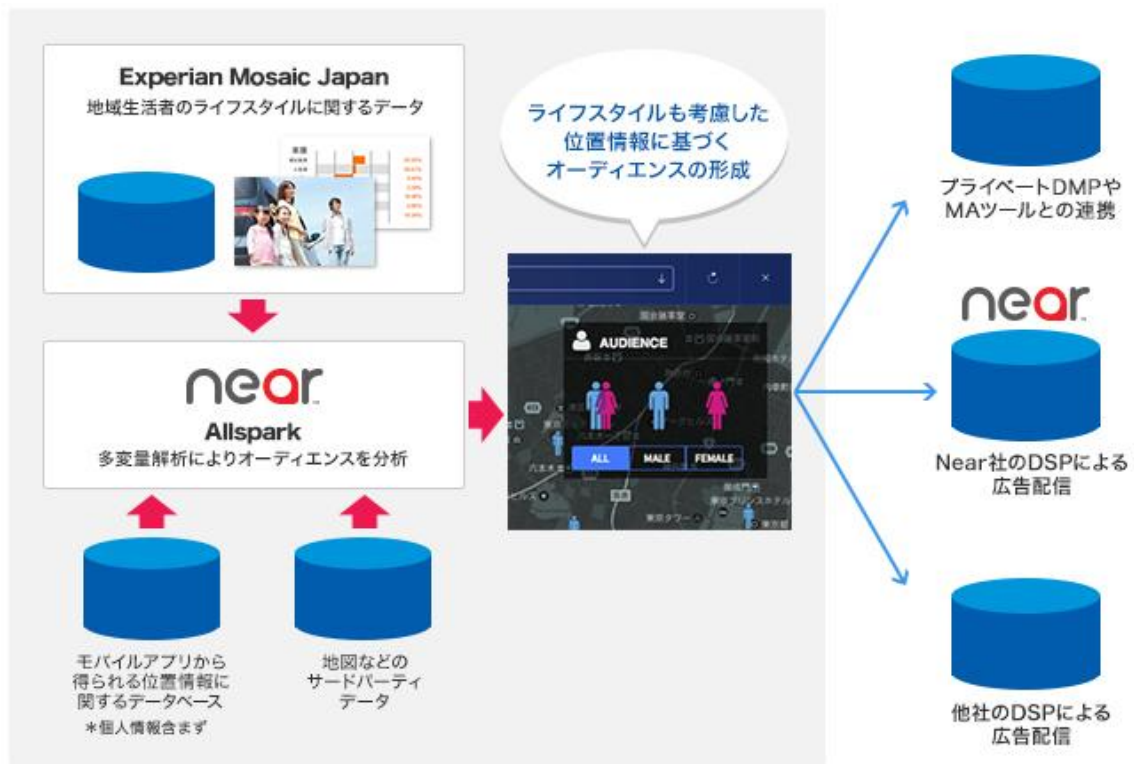 Experian Mosaic Japan
地域生活者のライフスタイルに関するデータ
ライフスタイルも考慮した
位置情報に基づく
オーディエンスの形成
near
Allspark
多変量解析によりオーディエンスを分析
モバイルアプリから
得られる位置情報に
関するデータベース
*個人情報含まず
地図などの
サードパーティ
データ
AUDIENCE
ALL MALE FEMALE
東京タワー
プライベートDMPや
MAツールとの連携
near
Near社のDSPによる
広告配信
他社のDSPによる
広告配信